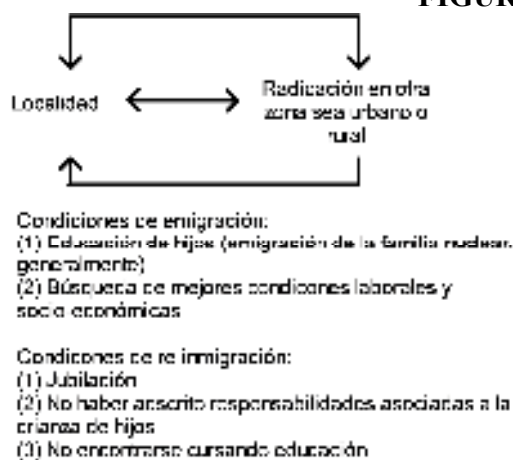 FIGUR
Localidad
Radicación en otra
zona sea urbano o
rural
Condiciones de emigración:
(1) Educación de hijos (emigración de la familia nuclear,
generalmente)
(2) Búsqueda de mejores condicones laborales y
socio económicas
Condicones de re inmigración:
(1) Jubilación
(2) No haber adscrito responsabilidades asociadas a la
crianza de hijos
(3) No encontrarse cursando educación